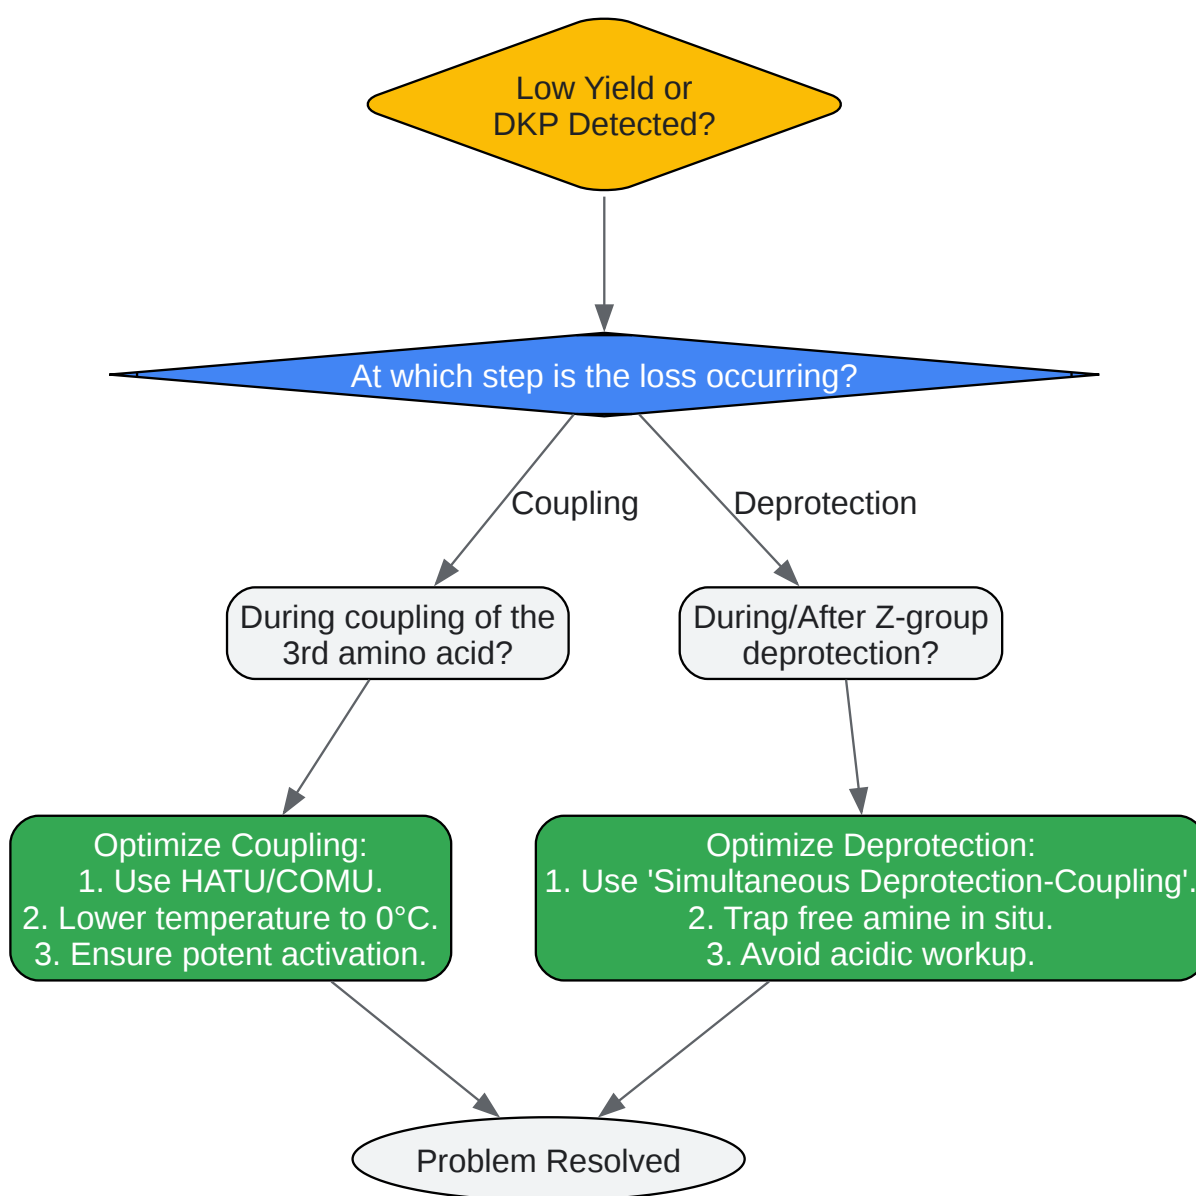 Low Yield or
DKP Detected?
At which step is the loss occurring?
Coupling
Deprotection
During coupling of the
3rd amino acid?
During/After Z-group
deprotection?
Optimize Coupling:
1. Use HATU/COMU.
2. Lower temperature to 0°C.
3. Ensure potent activation.
Optimize Deprotection:
1. Use 'Simultaneous Deprotection-Coupling'.
2. Trap free amine in situ.
3. Avoid acidic workup.
Problem Resolved